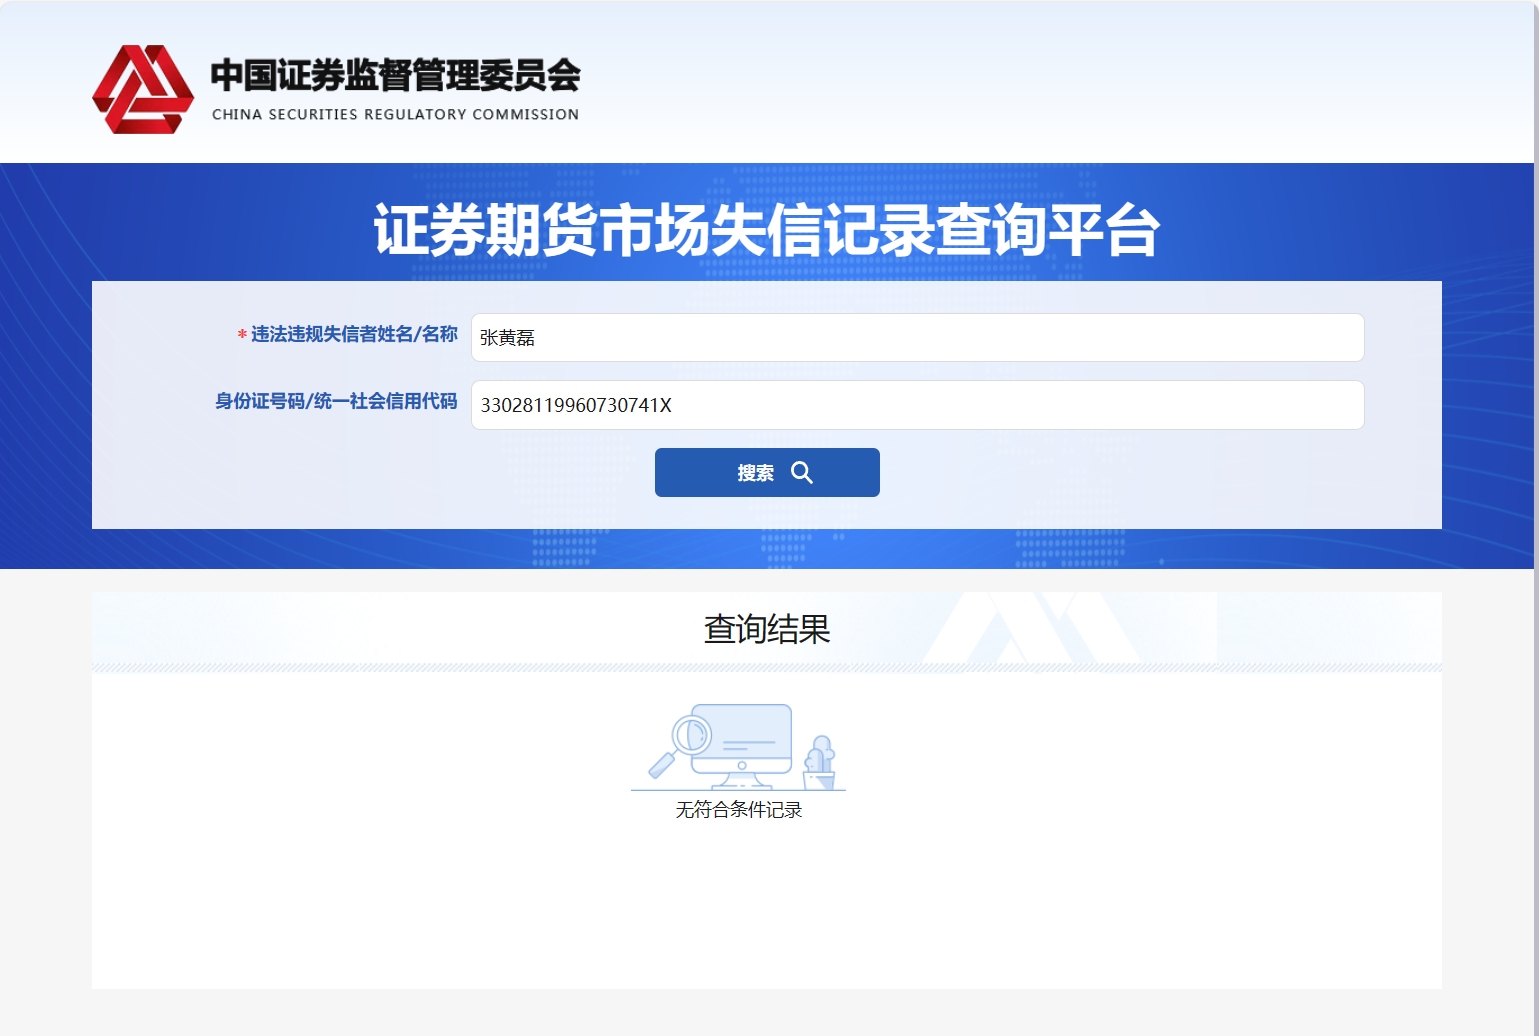 中国证券监督管理委员会
CHINA SECURITIES REGULATORY COMMISSION
证券期货市场失信记录查询平台
*违法违规失信者姓名/名称
张黄磊
身份证号码/统一社会信用代码
33028119960730741X
搜索
查询结果
无符合条件记录